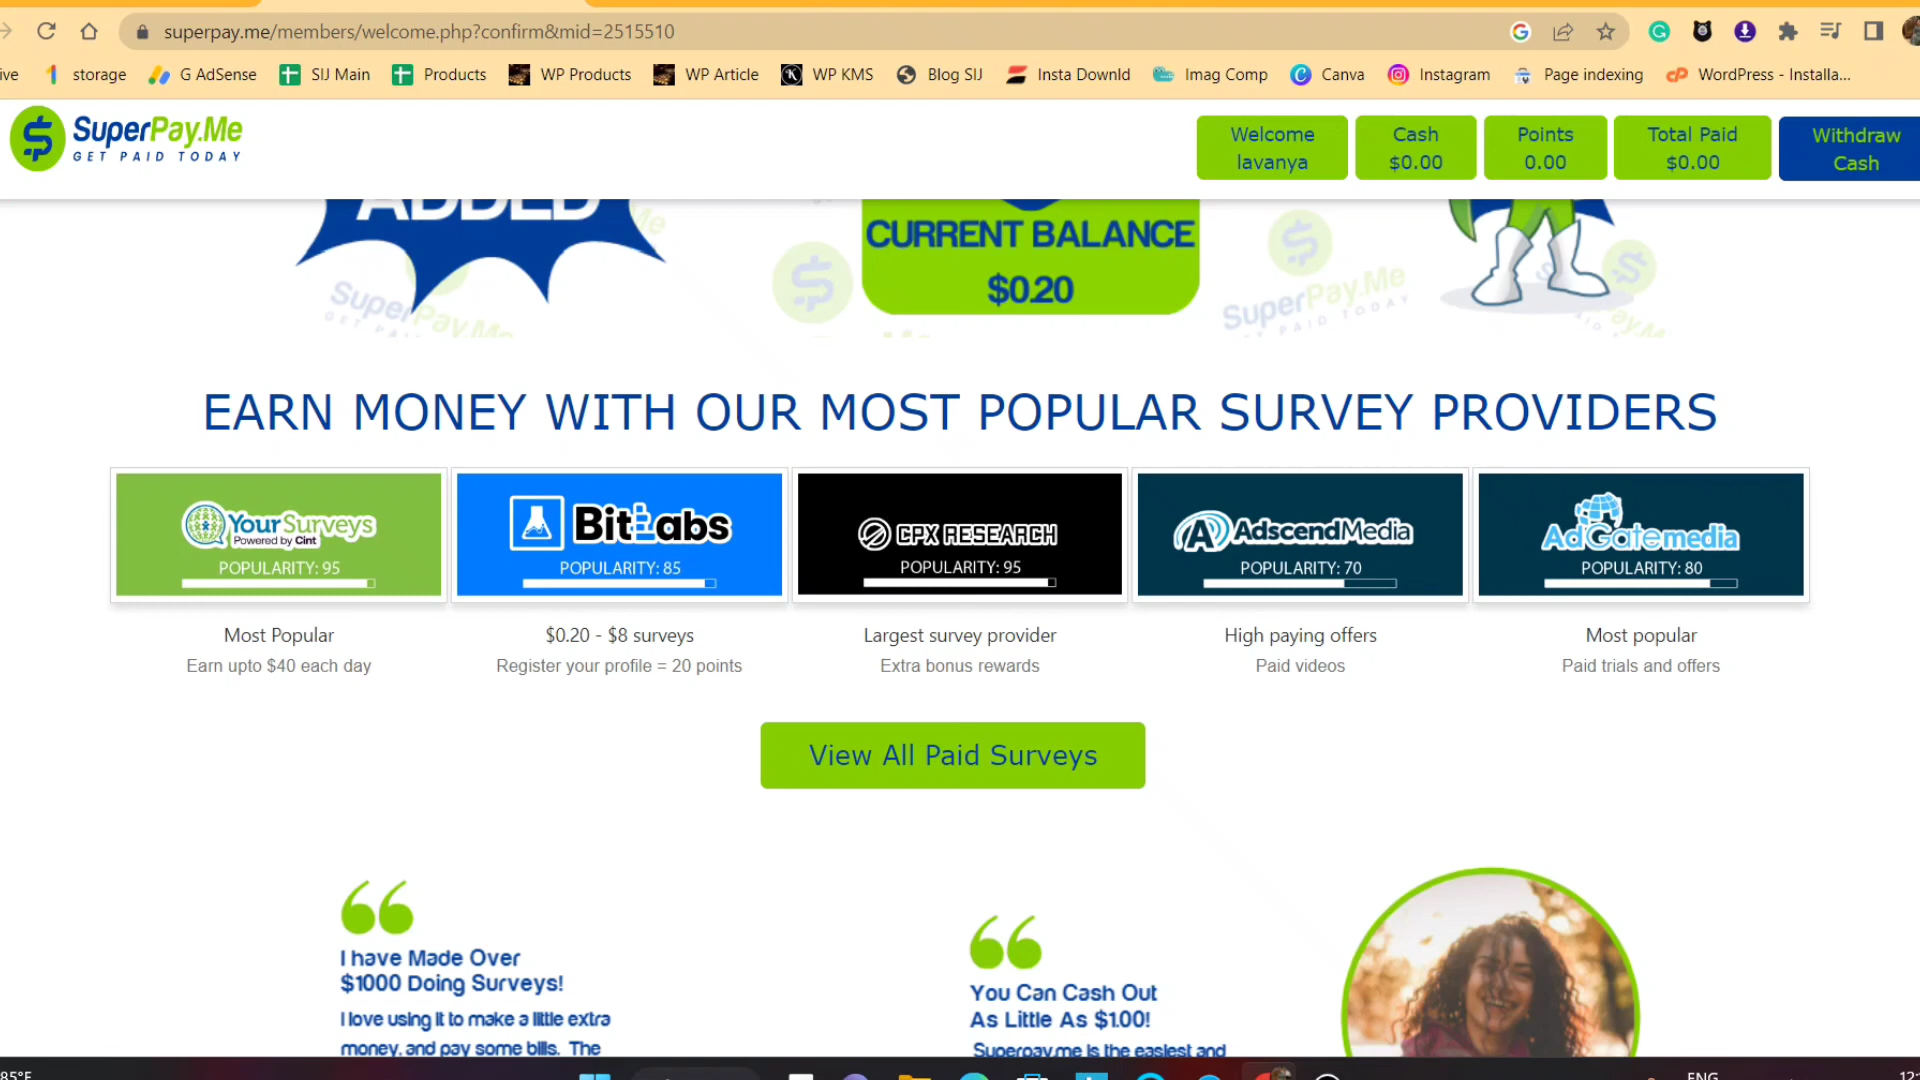 superpay.me/members/welcome.php?confirm&mid=2515510
ive storage G AdSense SIJ Main Products WP Products WP Article WP KMS Blog SIJ Insta Downld Imag Comp Canva Instagram Page indexing WordPress - Installa...
SuperPay.Me
GET PAID TODAY
Welcome
lavanya
Cash
$0.00
Points
0.00
Total Paid
$0.00
Withdraw
Cash
ADDED
CURRENT BALANCE
$0.20
SuperPay.Me
SuperPay.Me
EARN MONEY WITH OUR MOST POPULAR SURVEY PROVIDERS
YourSurveys
Powered by Cint
POPULARITY: 95
BitLabs
POPULARITY: 85
CPX RESEARCH
POPULARITY: 95
AdscendMedia
POPULARITY: 70
AdGatemedia
POPULARITY: 80
Most Popular
Earn upto $40 each day
$0.20 - $8 surveys
Register your profile = 20 points
Largest survey provider
Extra bonus rewards
High paying offers
Paid videos
Most popular
Paid trials and offers
View All Paid Surveys
I have Made Over
$1000 Doing Surveys!
I love using it to make a little extra
money, and pay some bills. The
You Can Cash Out
As Little As $1.00!
Superpay.me is the easiest and
85°F
ENG